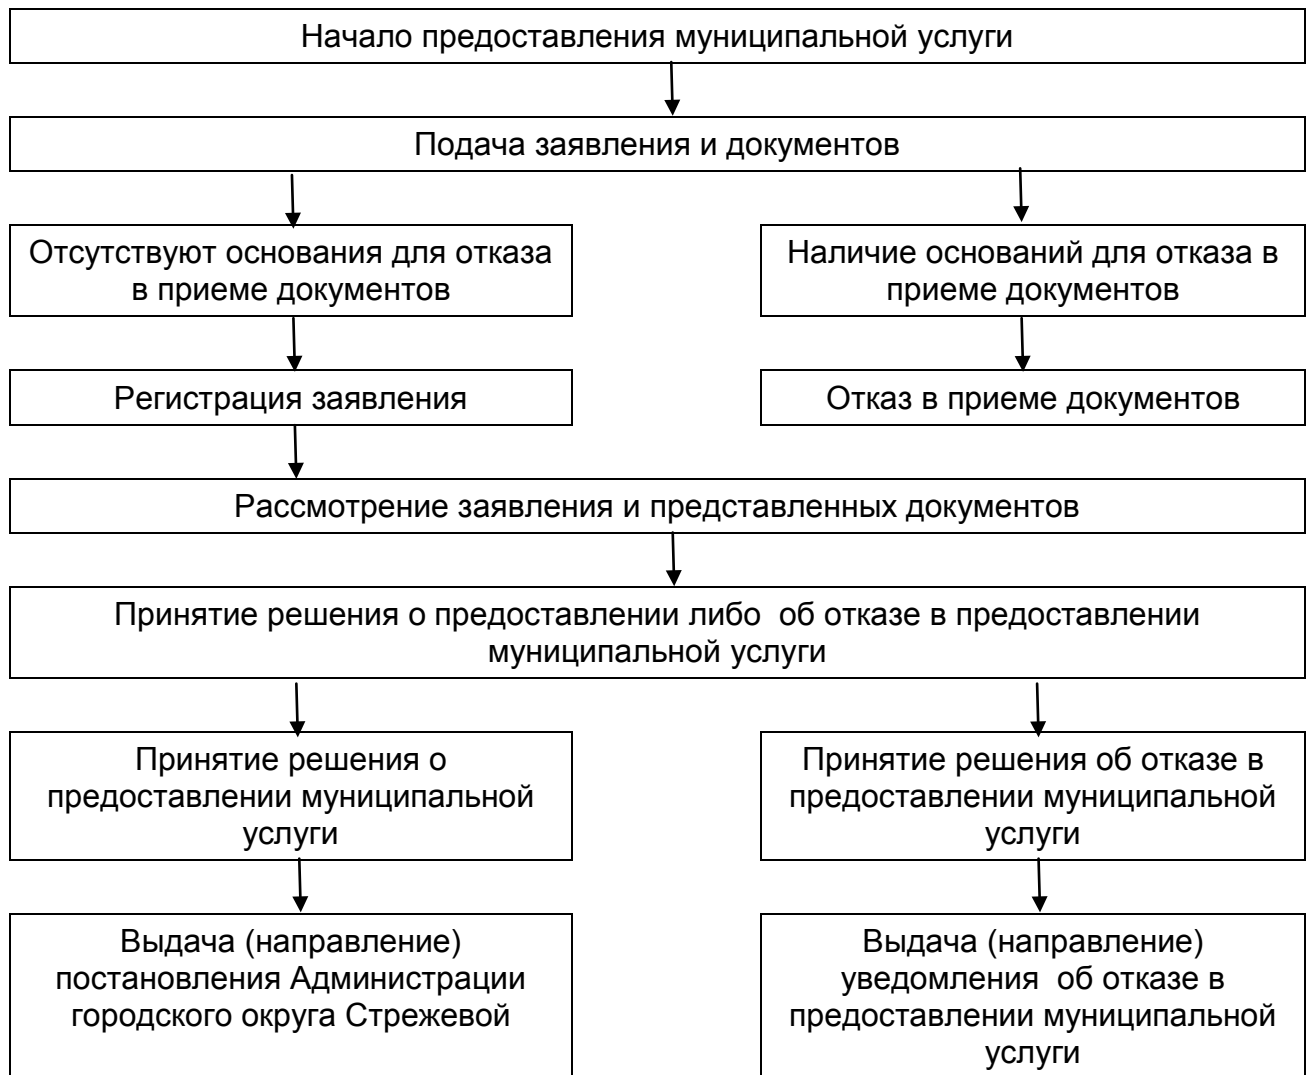 Начало предоставления муниципальной услуги
Подача заявления и документов
Отсутствуют основания для отказа
в приеме документов
Наличие оснований для отказа в
приеме документов
Регистрация заявления
Отказ в приеме документов
Рассмотрение заявления и представленных документов
Принятие решения о предоставлении либо  об отказе в предоставлении
муниципальной услуги
Принятие решения о
предоставлении муниципальной
услуги
Принятие решения об отказе в
предоставлении муниципальной
услуги
Выдача (направление)
постановления Администрации
городского округа Стрежевой
Выдача (направление)
уведомления  об отказе в
предоставлении муниципальной
услуги